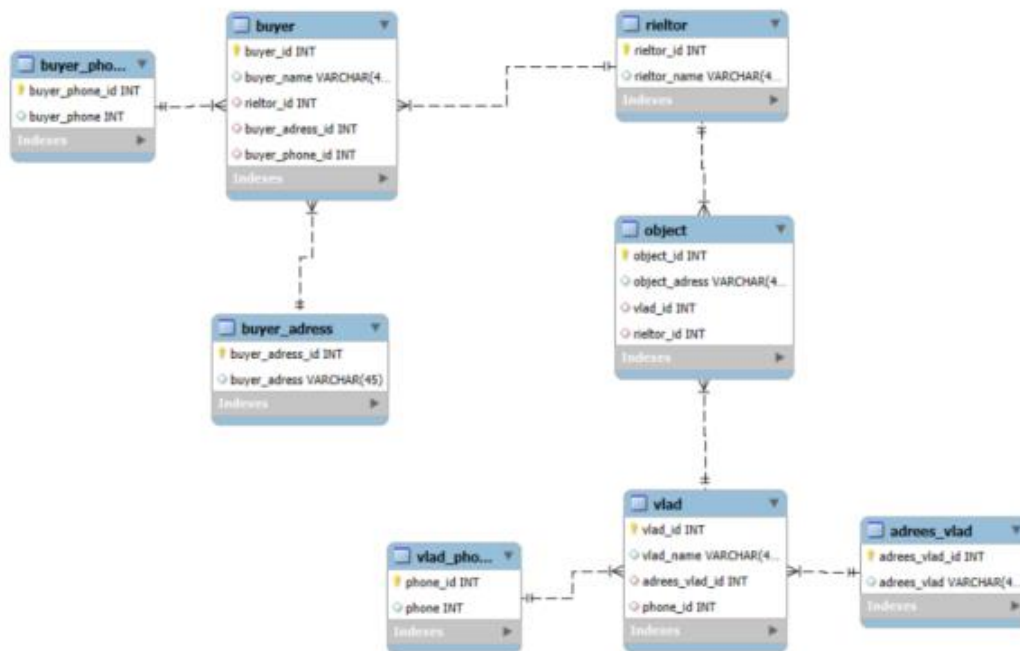 buyer
buyer_id INT
buyer_name VARCHAR(4...
rieltor_id INT
buyer_adress_id INT
buyer_phone_id INT
Indexes
rieltor
rieltor_id INT
rieltor_name VARCHAR(4...
Indexes
buyer_pho...
buyer_phone_id INT
buyer_phone INT
Indexes
object
object_id INT
object_adress VARCHAR(4...
vlad_id INT
rieltor_id INT
Indexes
buyer_adress
buyer_adress_id INT
buyer_adress VARCHAR(45)
Indexes
vlad
vlad_id INT
vlad_name VARCHAR(4...
adrees_vlad_id INT
phone_id INT
Indexes
vlad_pho...
phone_id INT
phone INT
Indexes
adrees_vlad
adrees_vlad_id INT
adrees_vlad VARCHAR(4...
Indexes